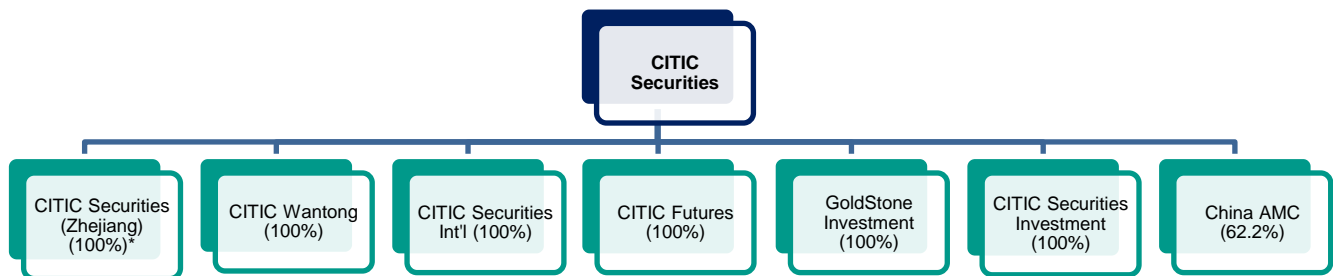 CITIC
Securities
CITIC Securities
(Zhejiang)
(100%)*
CITIC Wantong
(100%)
CITIC Securities
Int'l (100%)
CITIC Futures
(100%)
GoldStone
Investment
(100%)
CITIC Securities
Investment
(100%)
China AMC
(62.2%)